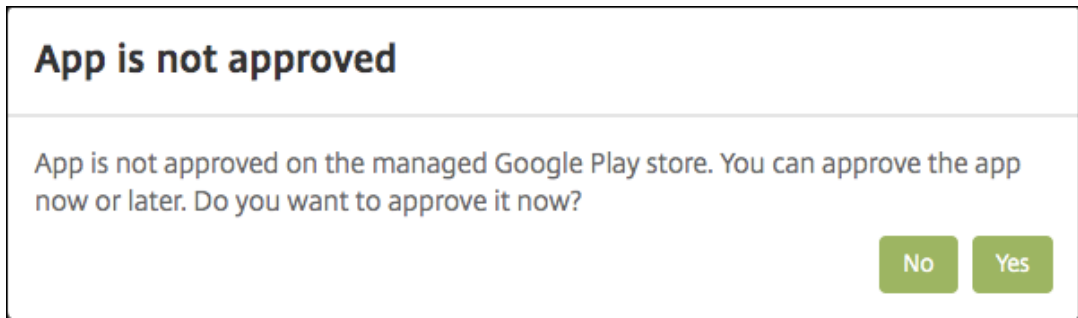 App is not approved
App is not approved on the managed Google Play store. You can approve the app
now or later. Do you want to approve it now?
No Yes